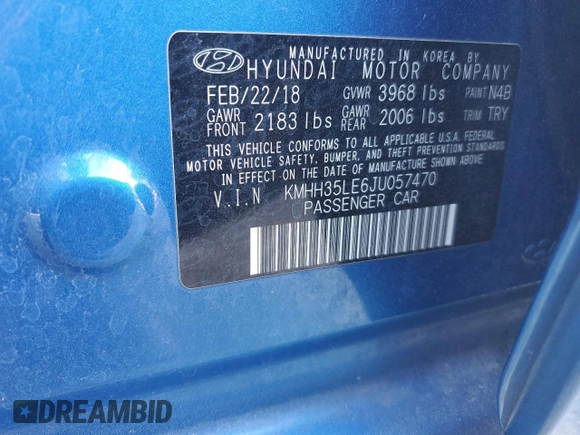 MANUFACTURED IN KOREA BY
HYUNDAI MOTOR COMPANY
FEB/22/18 GVWR 3968 lbs PAINT N4B
GAWR FRONT 2183 lbs GAWR REAR 2006 lbs TRIM TRY
THIS VEHICLE CONFORMS TO ALL APPLICABLE U.S.A. FEDERAL
MOTOR VEHICLE SAFETY, BUMPER, AND THEFT PREVENTION STANDARDS
IN EFFECT ON THE DATE OF MANUFACTURE SHOWN ABOVE.
V.I.N KMHH35LE6JU057470
PASSENGER CAR
DREAMBID